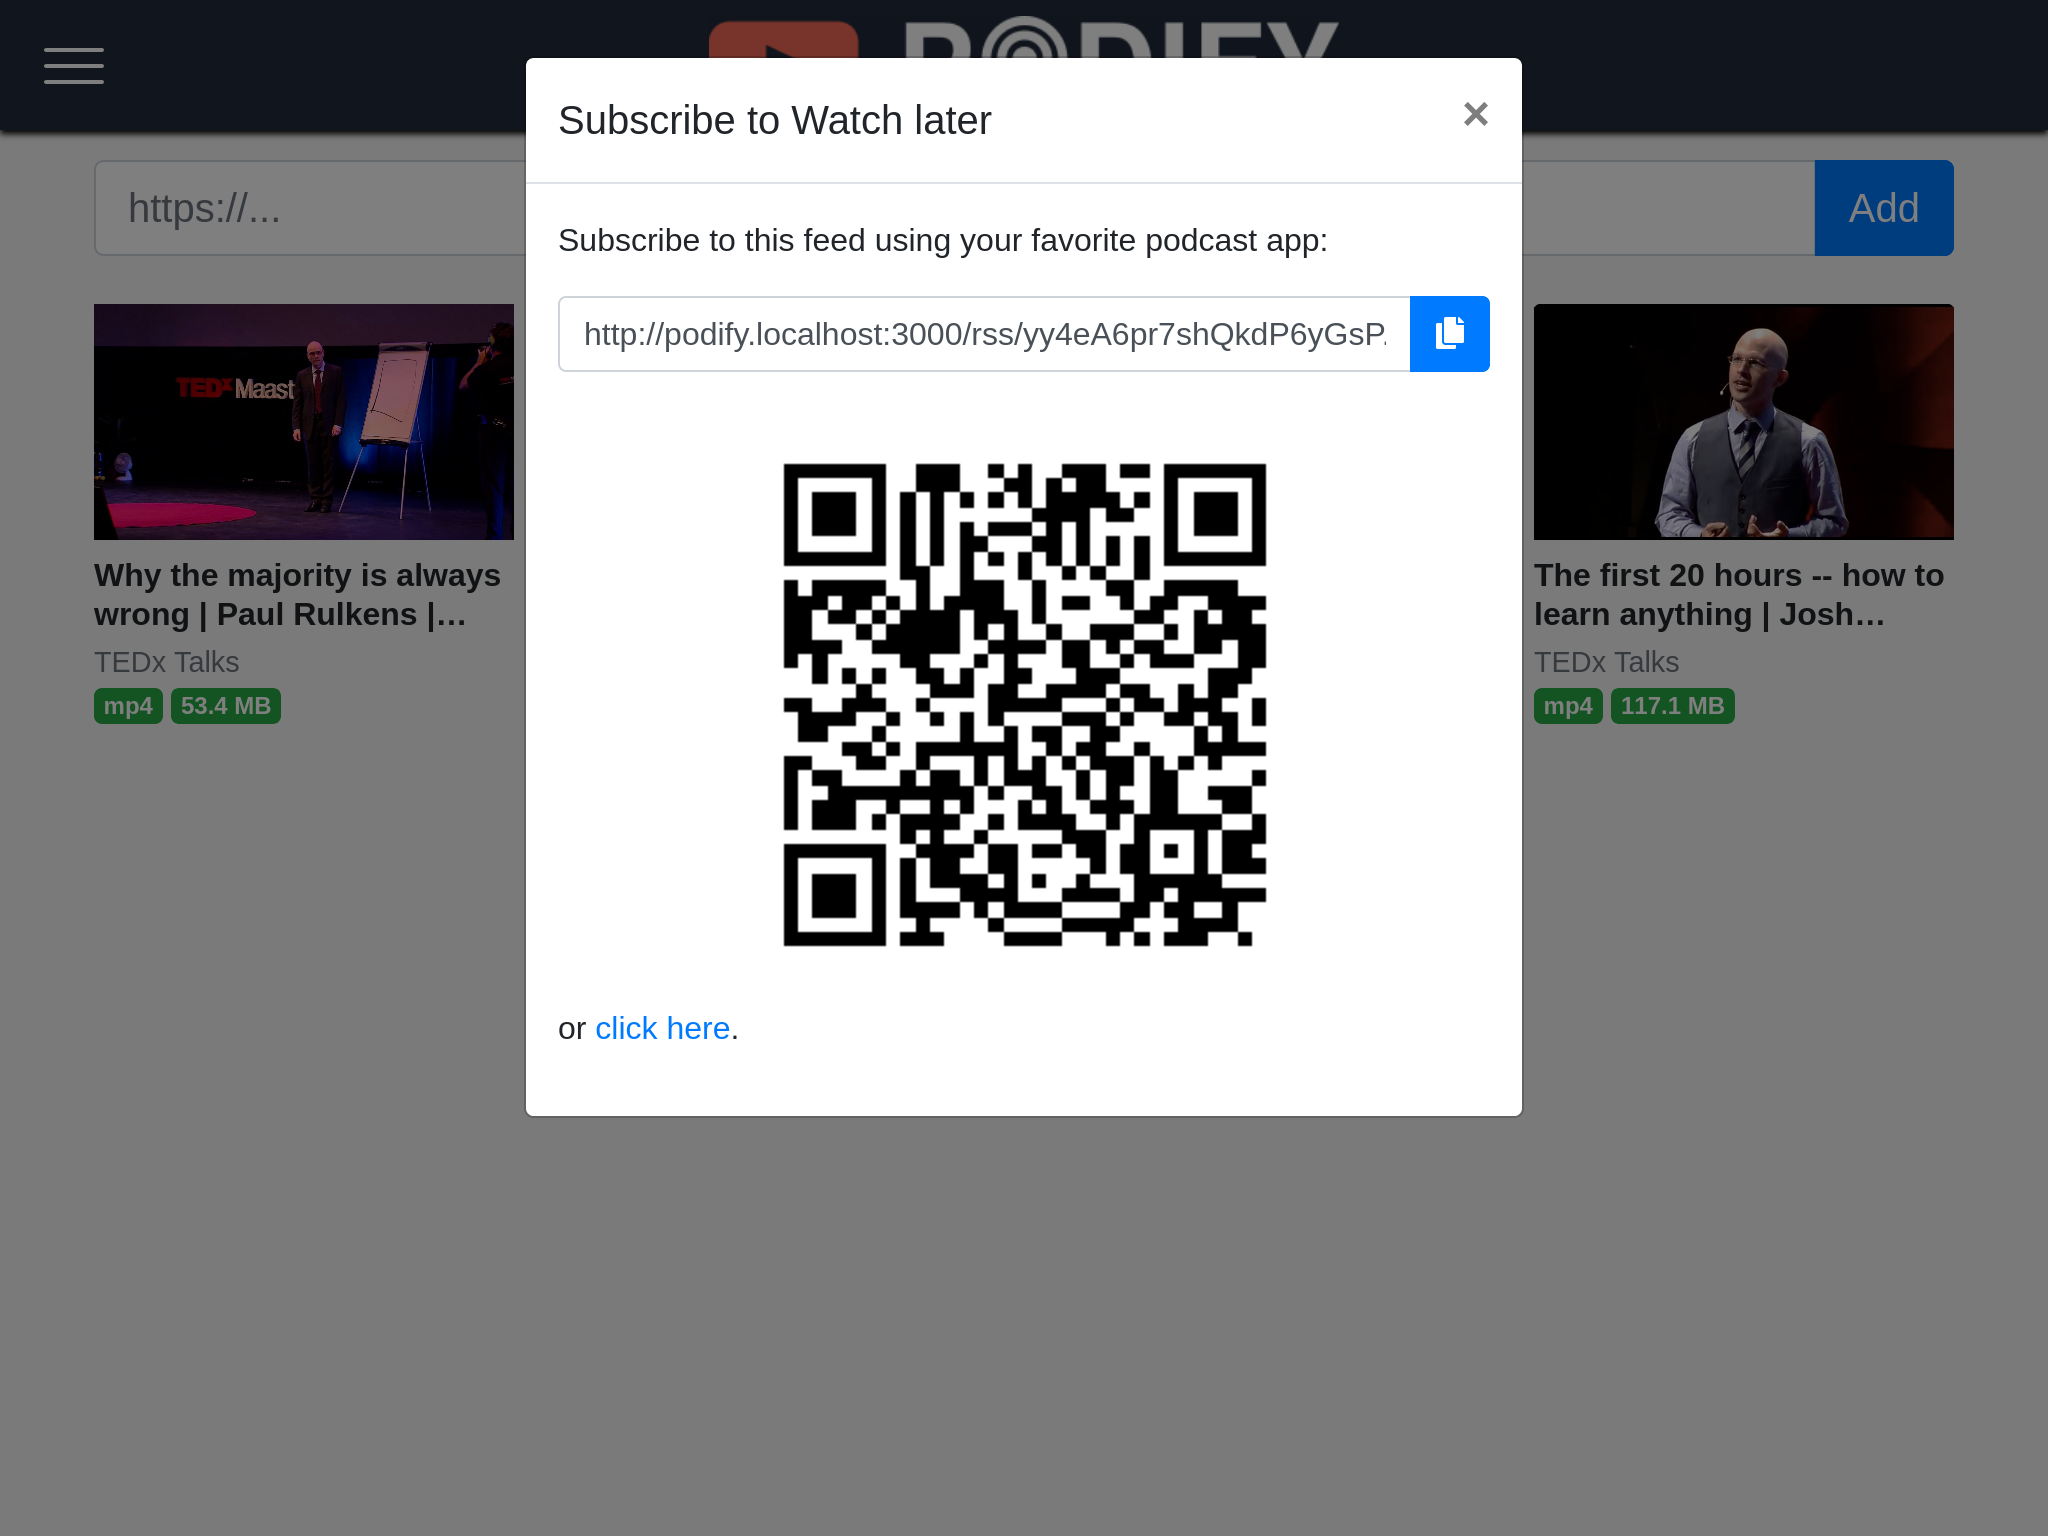 PODIFY
Subscribe to Watch later
×
https://...
Add
Subscribe to this feed using your favorite podcast app:
http://podify.localhost:3000/rss/yy4eA6pr7shQkdP6yGsP.
TEDx Maast
Why the majority is always
wrong | Paul Rulkens |...
TEDx Talks
mp4 53.4 MB
The first 20 hours -- how to
learn anything | Josh...
TEDx Talks
mp4 117.1 MB
or click here.